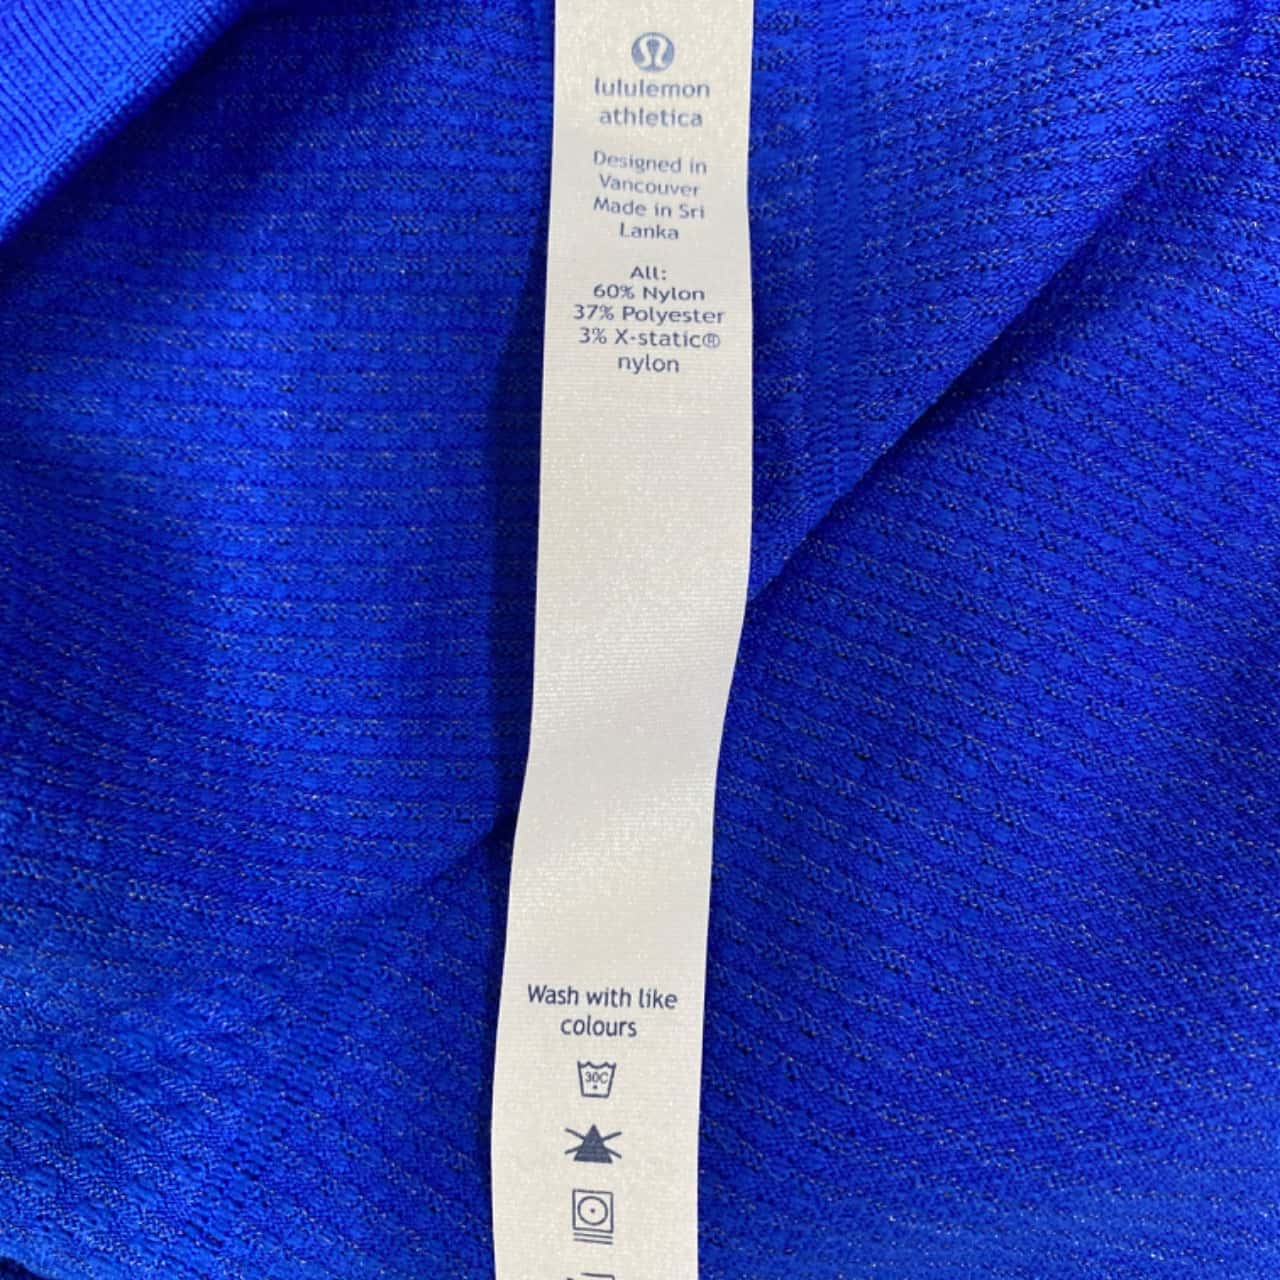 lululemon
athletica
Designed in
Vancouver
Made in Sri
Lanka
All:
60% Nylon
37% Polyester
3% X-static®
nylon
Wash with like
colours
30C